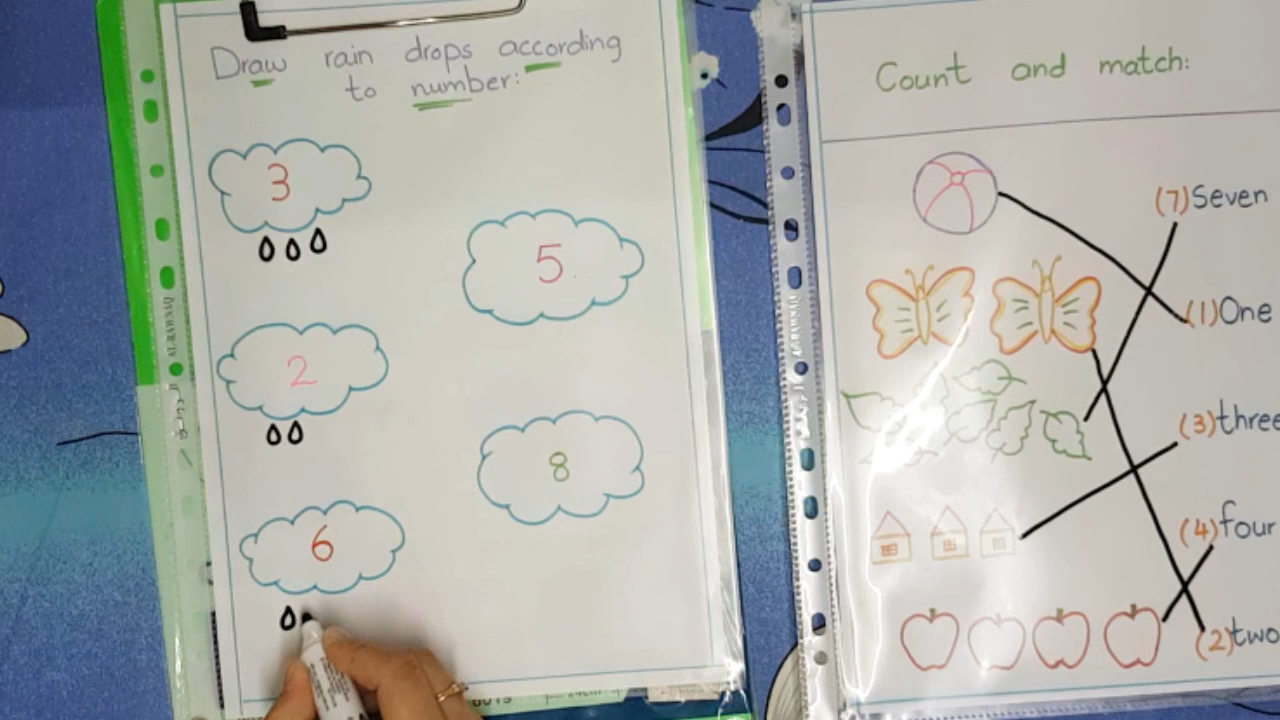 Draw rain drops according
to number:
3
5
2
8
6
Count and match:
(7) Seven
(1) One
(3) three
(4) four
(2) two